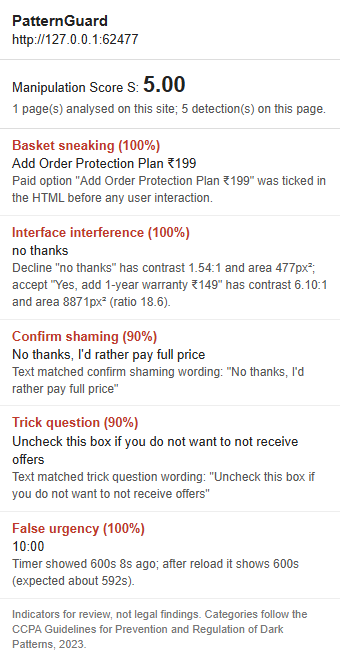 PatternGuard
http://127.0.0.1:62477
Manipulation Score S: 5.00
1 page(s) analysed on this site; 5 detection(s) on this page.
Basket sneaking (100%)
Add Order Protection Plan ₹199
Paid option "Add Order Protection Plan ₹199" was ticked in
the HTML before any user interaction.
Interface interference (100%)
no thanks
Decline "no thanks" has contrast 1.54:1 and area 477px²;
accept "Yes, add 1-year warranty ₹149" has contrast 6.10:1
and area 8871px² (ratio 18.6).
Confirm shaming (90%)
No thanks, I'd rather pay full price
Text matched confirm shaming wording: "No thanks, I'd
rather pay full price"
Trick question (90%)
Uncheck this box if you do not want to not receive
offers
Text matched trick question wording: "Uncheck this box if
you do not want to not receive offers"
False urgency (100%)
10:00
Timer showed 600s 8s ago; after reload it shows 600s
(expected about 592s).
Indicators for review, not legal findings. Categories follow the
CCPA Guidelines for Prevention and Regulation of Dark
Patterns, 2023.